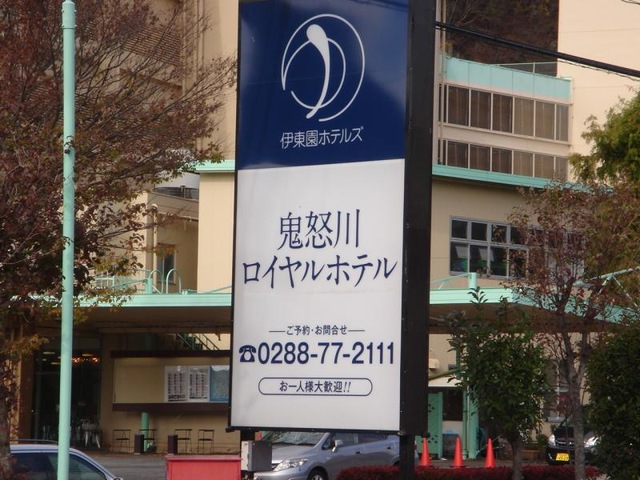 伊東園ホテルズ
鬼怒川
ロイヤルホテル
ご予約・お問合せ
☎0288-77-2111
お一人様大歓迎!!